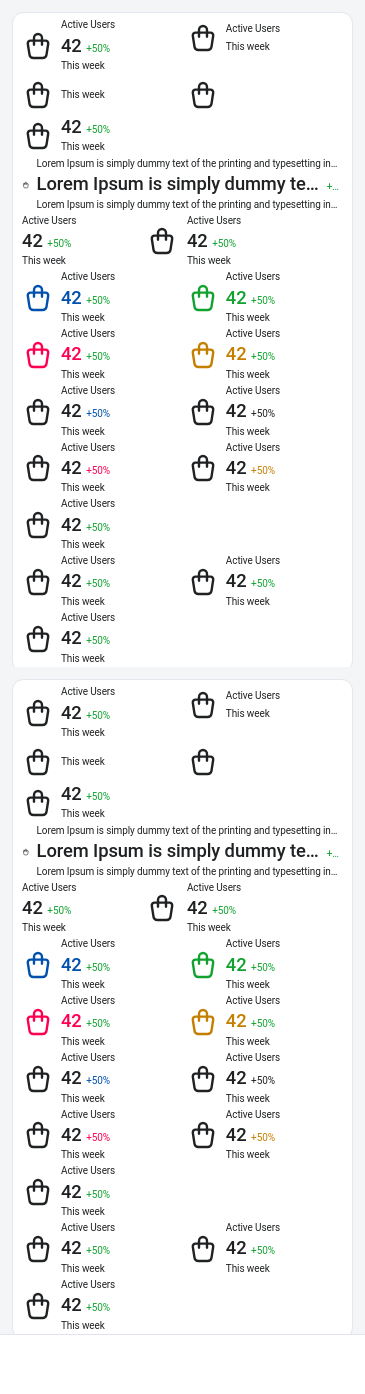 Active Users
42 +50%
This week
Active Users
This week
This week
42 +50%
This week
Lorem Ipsum is simply dummy text of the printing and typesetting in...
Lorem Ipsum is simply dummy te... +...
Lorem Ipsum is simply dummy text of the printing and typesetting in...
Active Users Active Users
42 +50% 42 +50%
This week This week
Active Users Active Users
42 +50% 42 +50%
This week This week
Active Users Active Users
42 +50% 42 +50%
This week This week
Active Users Active Users
42 +50% 42 +50%
This week This week
Active Users Active Users
42 +50% 42 +50%
This week This week
Active Users
42 +50%
This week
Active Users Active Users
42 +50% 42 +50%
This week This week
Active Users
42 +50%
This week
Active Users
42 +50%
This week
Active Users
This week
This week
42 +50%
This week
Lorem Ipsum is simply dummy text of the printing and typesetting in...
Lorem Ipsum is simply dummy te... +...
Lorem Ipsum is simply dummy text of the printing and typesetting in...
Active Users Active Users
42 +50% 42 +50%
This week This week
Active Users Active Users
42 +50% 42 +50%
This week This week
Active Users Active Users
42 +50% 42 +50%
This week This week
Active Users Active Users
42 +50% 42 +50%
This week This week
Active Users Active Users
42 +50% 42 +50%
This week This week
Active Users
42 +50%
This week
Active Users Active Users
42 +50% 42 +50%
This week This week
Active Users
42 +50%
This week